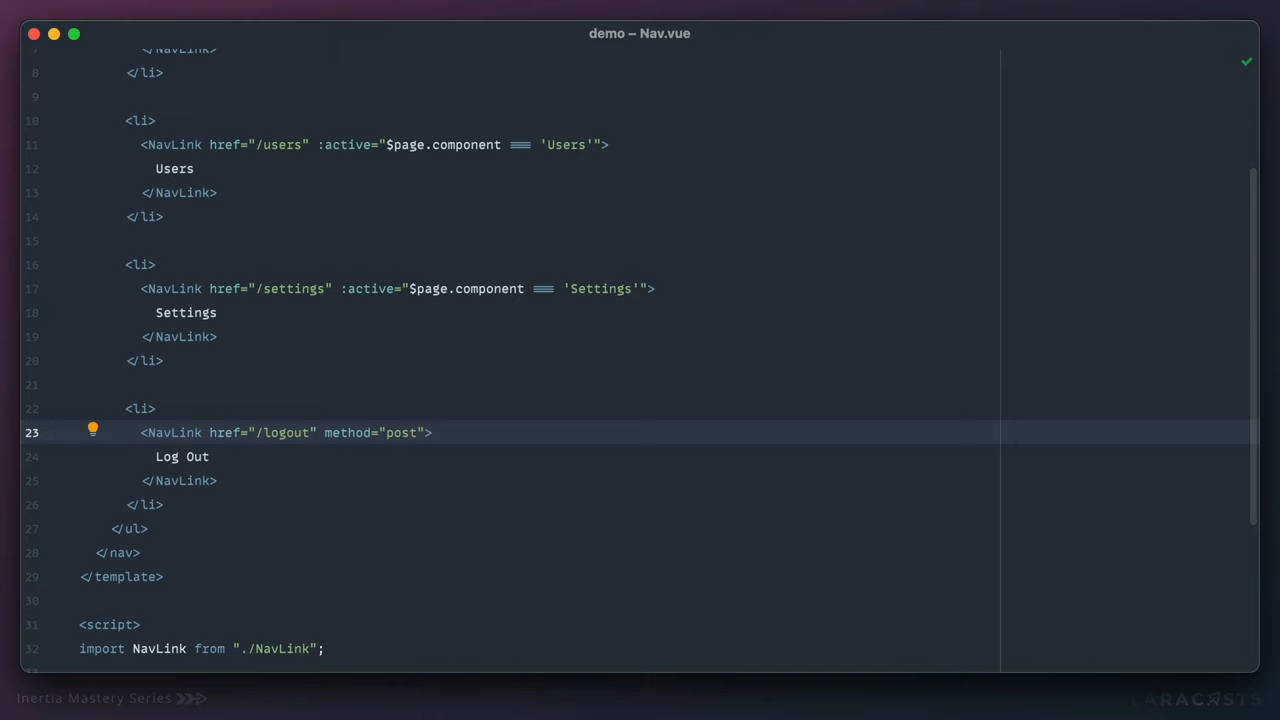 demo – Nav.vue
7 </NavLink>
8 </li>
9
10 <li>
11 <NavLink href="/users" :active="$page.component === 'Users'">
12 Users
13 </NavLink>
14 </li>
15
16 <li>
17 <NavLink href="/settings" :active="$page.component === 'Settings'">
18 Settings
19 </NavLink>
20 </li>
21
22 <li>
23 <NavLink href="/logout" method="post">
24 Log Out
25 </NavLink>
26 </li>
27 </ul>
28 </nav>
29 </template>
30
31 <script>
32 import NavLink from "./NavLink";
Inertia Mastery Series
LARACASTS